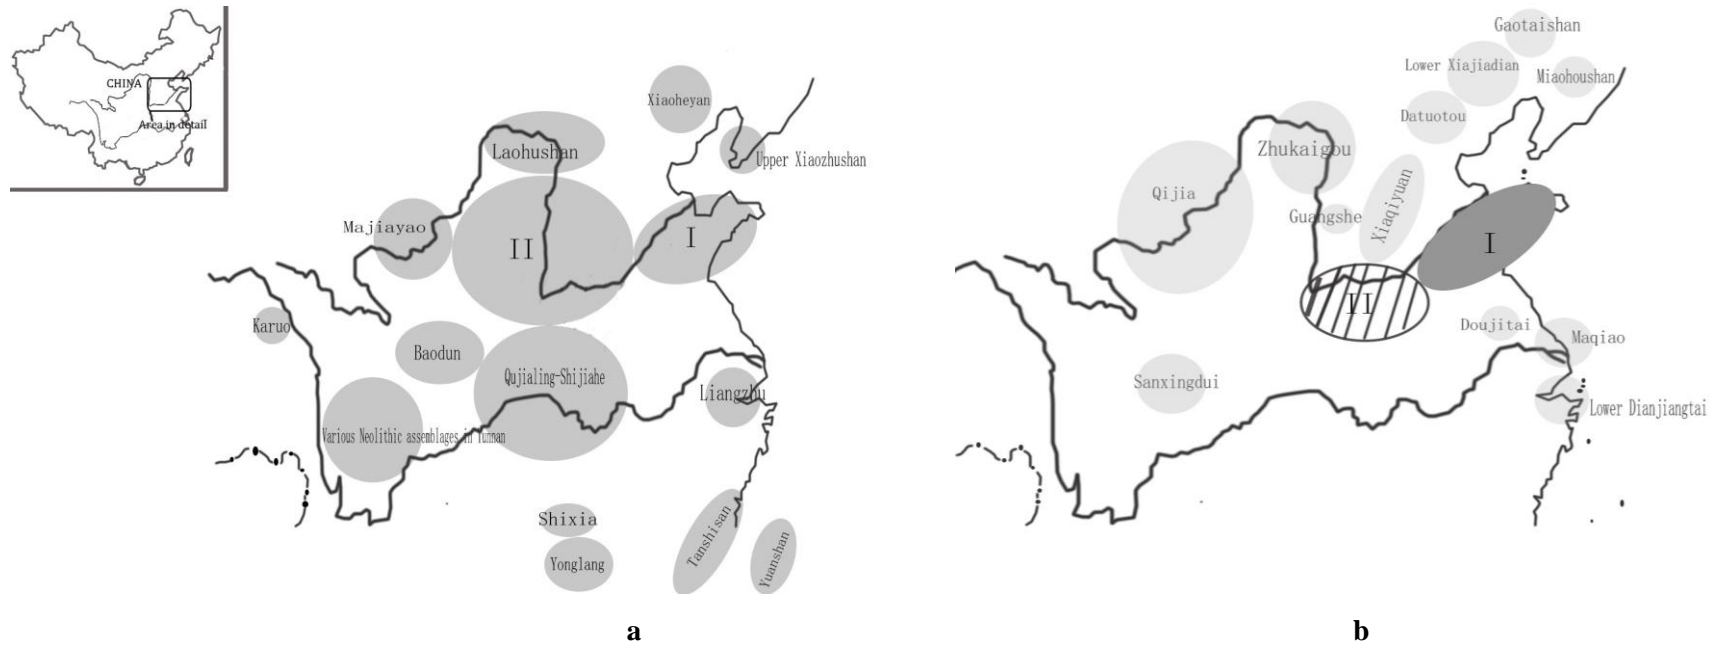 CHINA
Area in detail
Xiaoheyan
Laohushan
Upper Xiaozhushan
Majiayao
II
I
Karuo
Baodun
Qujialing-Shijiahe
Liangzhu
Various Neolithic assemblages in Yunnan
Shixia
Yonglang
Tanshisan
Yuanshan
a
Gaotaishan
Lower Xiajiadian
Miaohoushan
Datuotou
Zhukaigou
Qijia
Guangshe
Xiaqiyuan
I
II
Doujitai
Maqiao
Sanxingdui
Lower Dianjiangtai
b